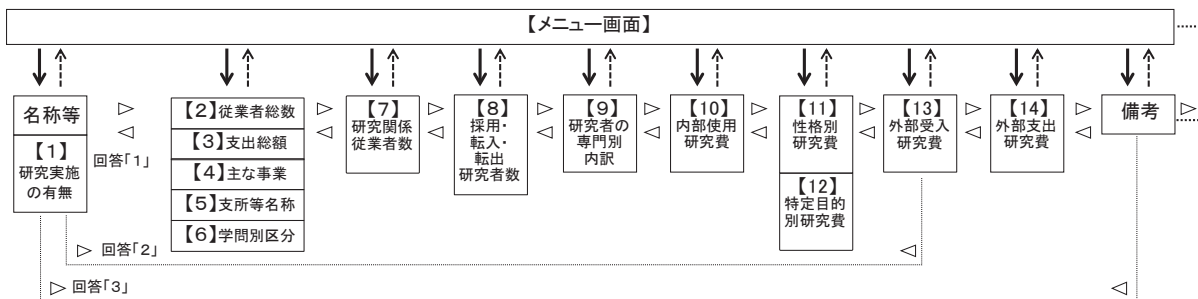 【メニュー画面】
名称等
【1】
研究実施
の有無
回答「1」
【2】従業者総数
【3】支出総額
【4】主な事業
【5】支所等名称
【6】学問別区分
【7】
研究関係
従業者数
【8】
採用・
転入・
転出
研究者数
【9】
研究者の
専門別
内訳
【10】
内部使用
研究費
【11】
性格別
研究費
【12】
特定目的
別研究費
【13】
外部受入
研究費
【14】
外部支出
研究費
備考
回答「2」
回答「3」